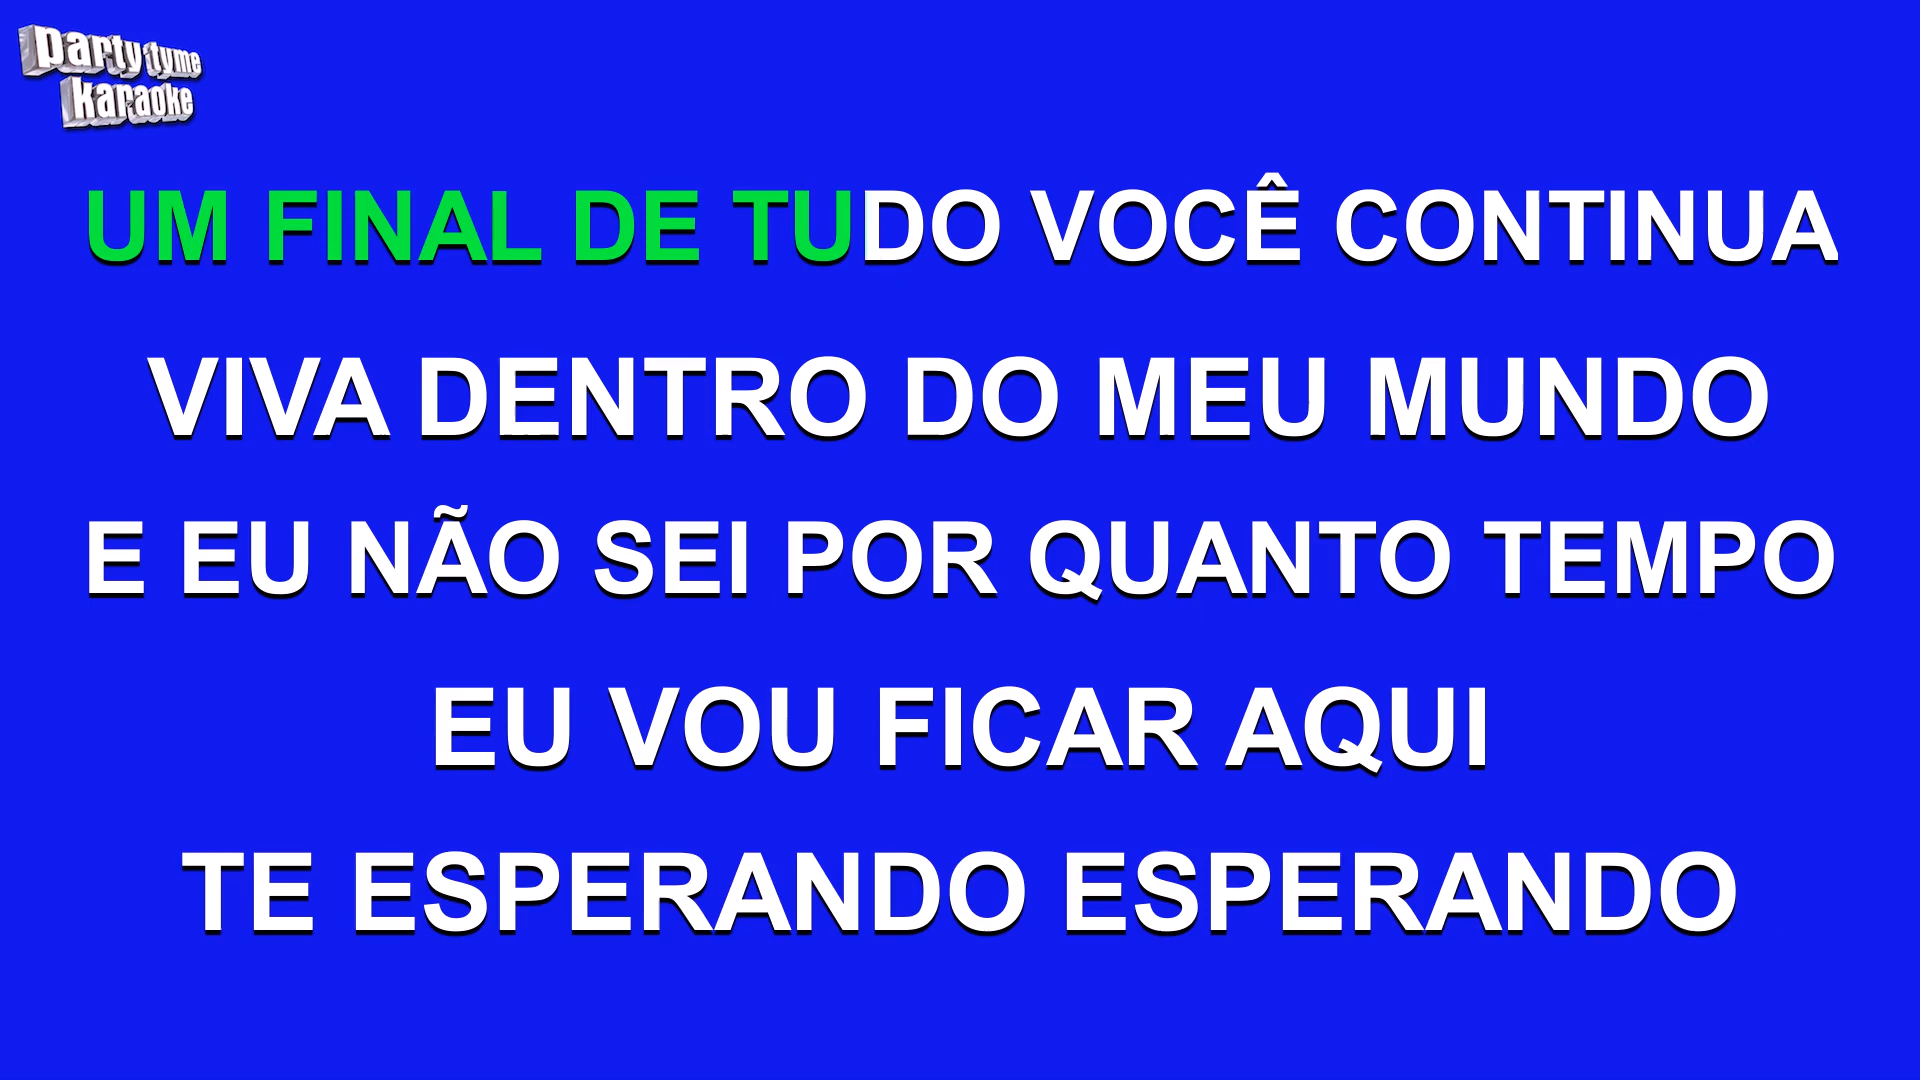 party tyme
karaoke
UM FINAL DE TUDO VOCÊ CONTINUA
VIVA DENTRO DO MEU MUNDO
E EU NÃO SEI POR QUANTO TEMPO
EU VOU FICAR AQUI
TE ESPERANDO ESPERANDO